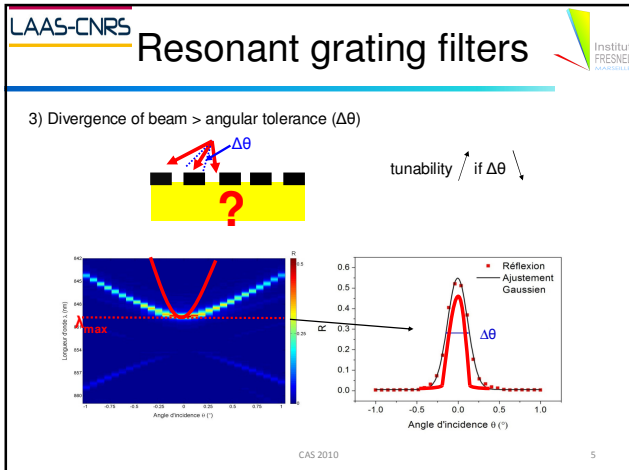 LAAS-CNRS
Resonant grating filters
Institut
FRESNEL
MARSEILLE
3) Divergence of beam > angular tolerance (Δθ)
Δθ
tunability if Δθ
?
R
Longueur d'onde λ (nm)
λmax
-1 -0.75 -0.5 -0.25 0 0.25 0.5 0.75 1
Angle d'incidence θ (°)
0.25
0
Réflexion
Ajustement
Gaussien
R
0.6
0.5
0.4
0.3
0.2
0.1
0.0
Δθ
-1.0 -0.5 0.0 0.5 1.0
Angle d'incidence θ (°)
CAS 2010
5